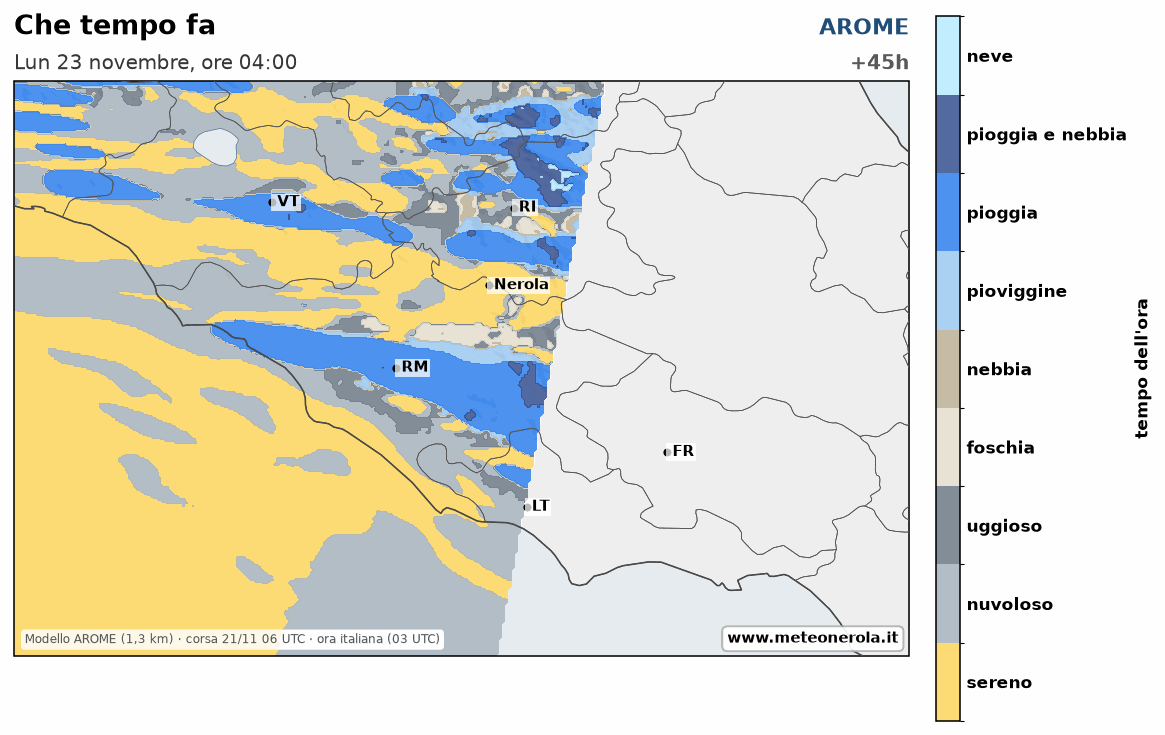 Che tempo fa
AROME
Lun 23 novembre, ore 04:00
+45h
neve
pioggia e nebbia
pioggia
pioviggine
nebbia
foschia
uggioso
nuvoloso
sereno
tempo dell'ora
VT
RI
Nerola
RM
FR
LT
Modello AROME (1,3 km) · corsa 21/11 06 UTC · ora italiana (03 UTC)
www.meteonerola.it